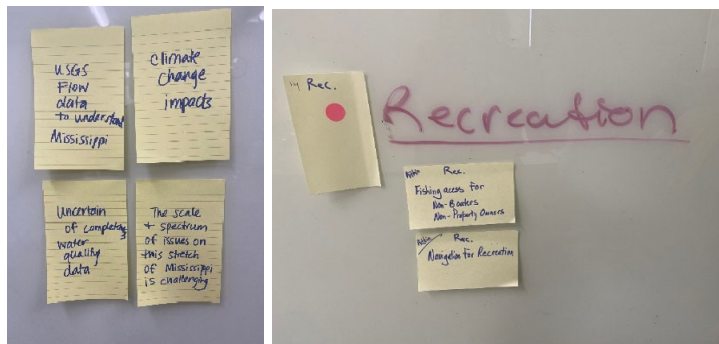 USGS
Flow
data
to understand
Mississippi
climate
change
impacts
Uncertain
of completing
water
quality
data
The scale
+ spectrum
of issues on
this stretch
of Mississippi
is challenging
Rec.
Recreation
Rec.
Fishing access for
Non-Boaters
Non-Property Owners
Rec.
Navigation for Recreation